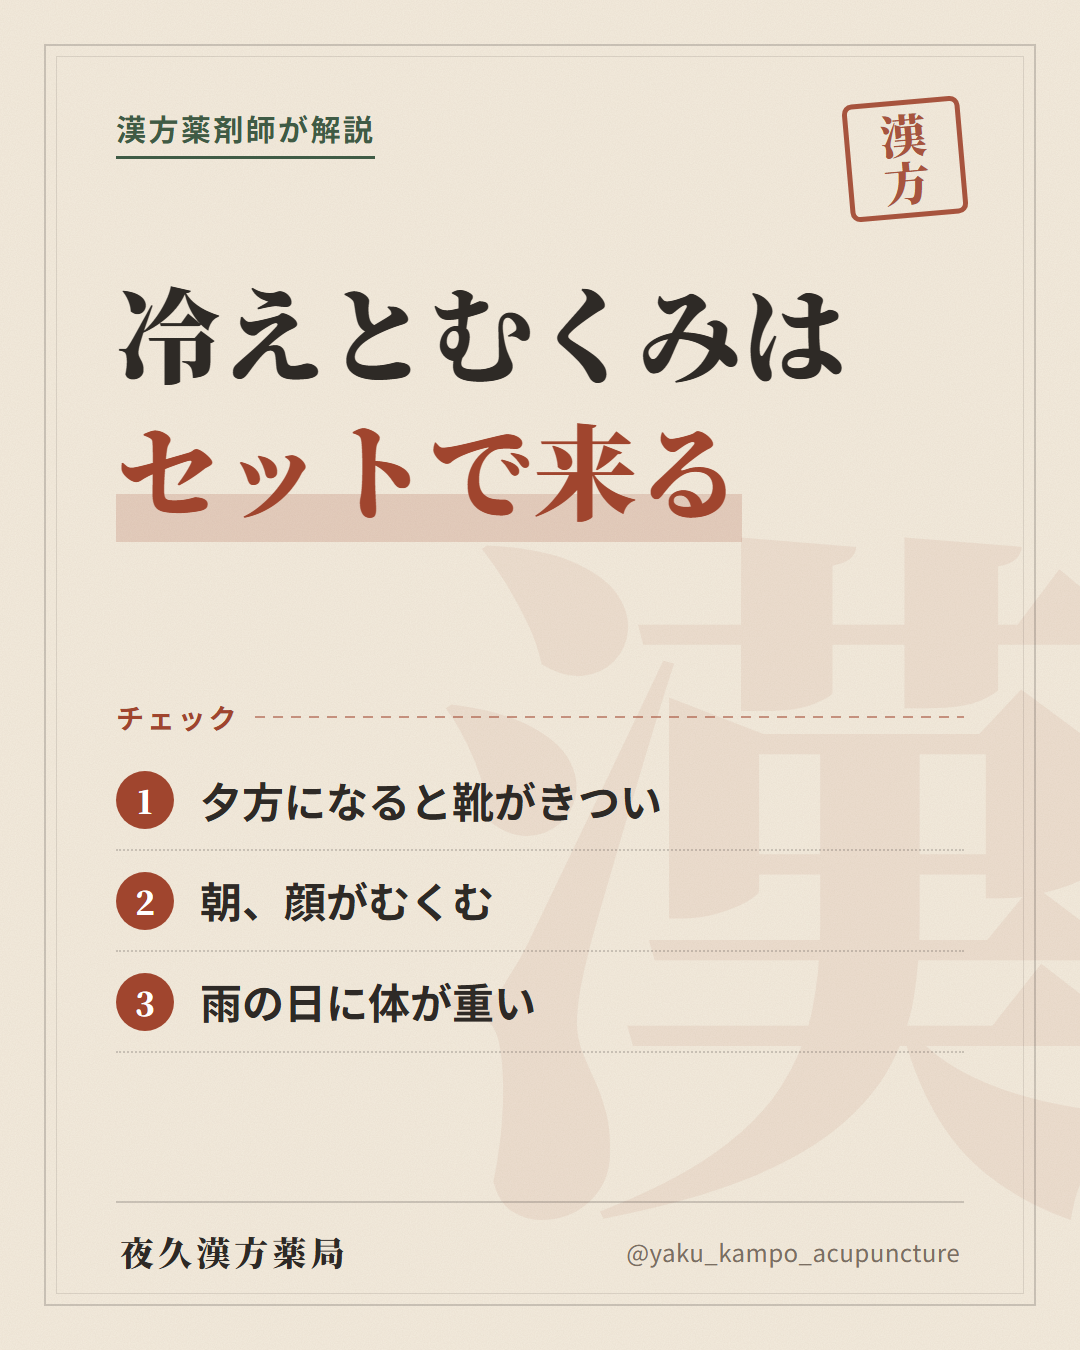 漢方薬剤師が解説
漢
方
冷えとむくみは
セットで来る
チェック
1 夕方になると靴がきつい
2 朝、顔がむくむ
3 雨の日に体が重い
漢
夜久漢方薬局
@yaku_kampo_acupuncture